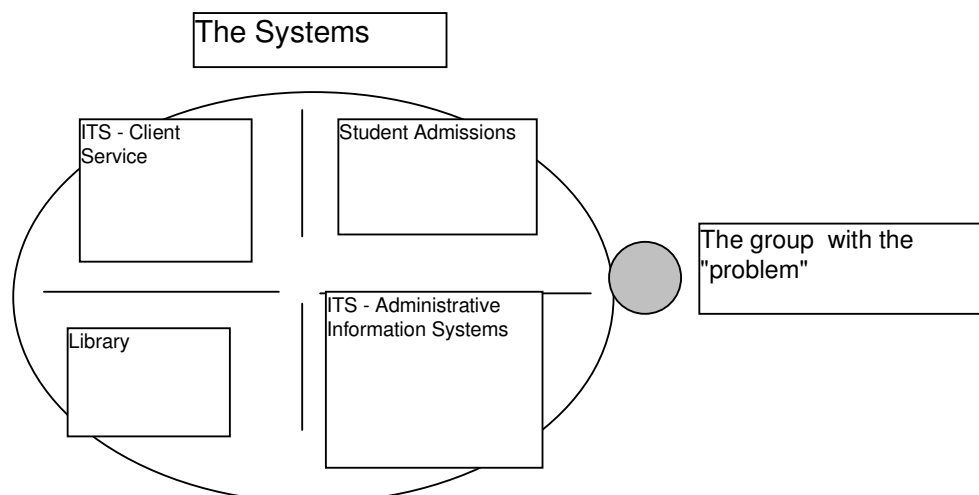 The Systems
ITS - Client
Service
Student Admissions
The group with the
"problem"
ITS - Administrative
Information Systems
Library